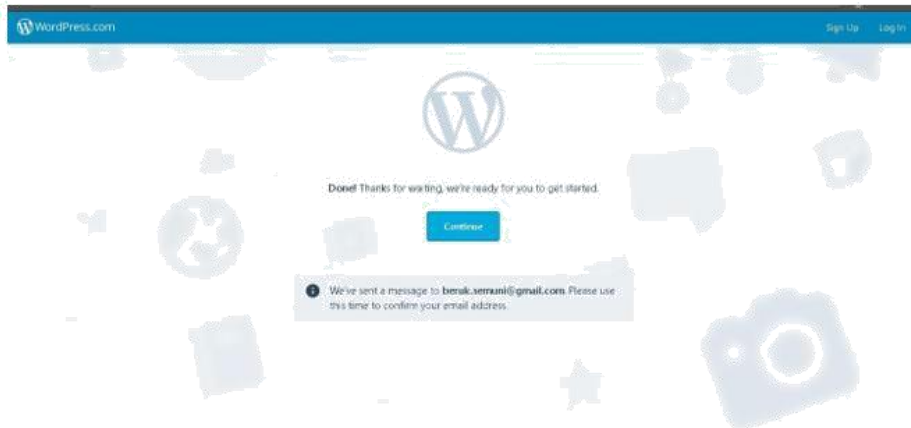 WordPress.com
Sign Up Log In
Done! Thanks for waiting, we're ready for you to get started.
Continue
We've sent a message to beruk.semuni@gmail.com. Please use
this time to confirm your email address.